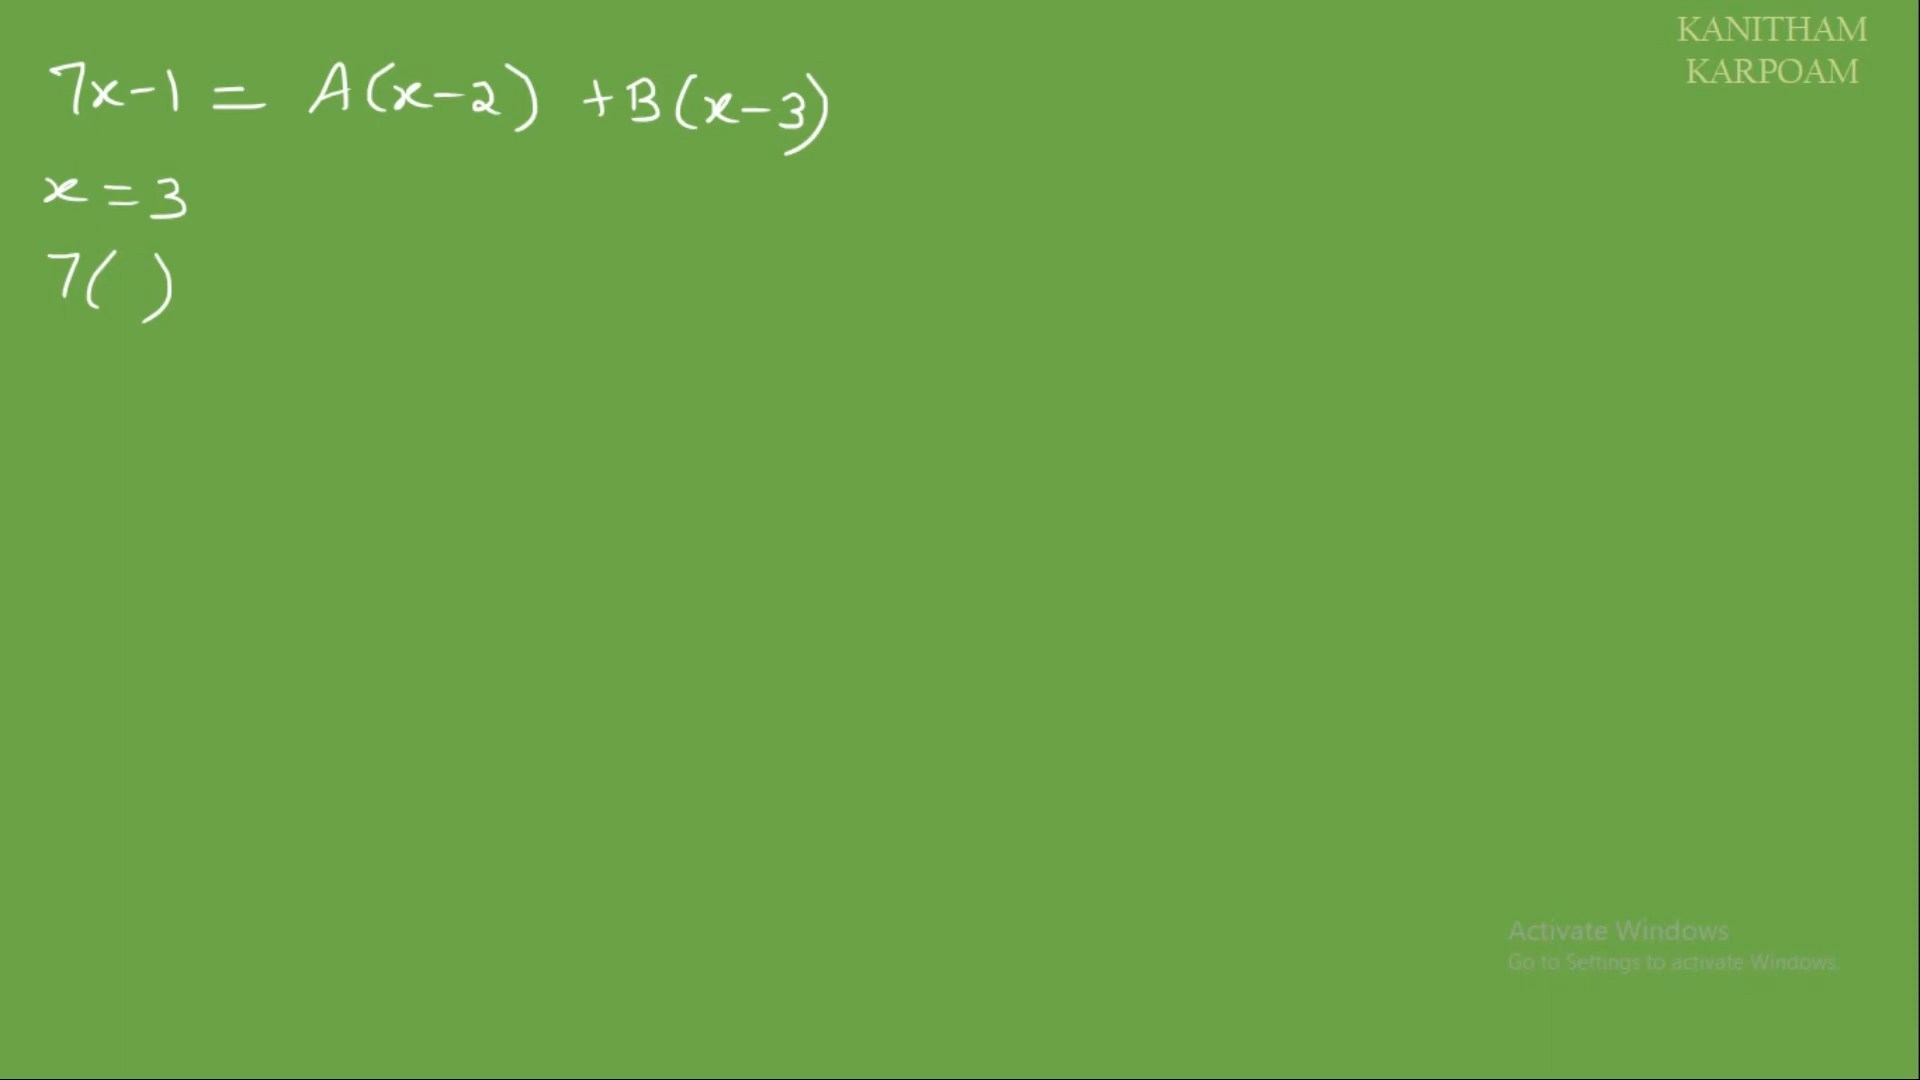 KANITHAM
KARPOAM
7x-1 = A(x-2) +B(x-3)
x = 3
7( )
Activate Windows
Go to Settings to activate Windows.